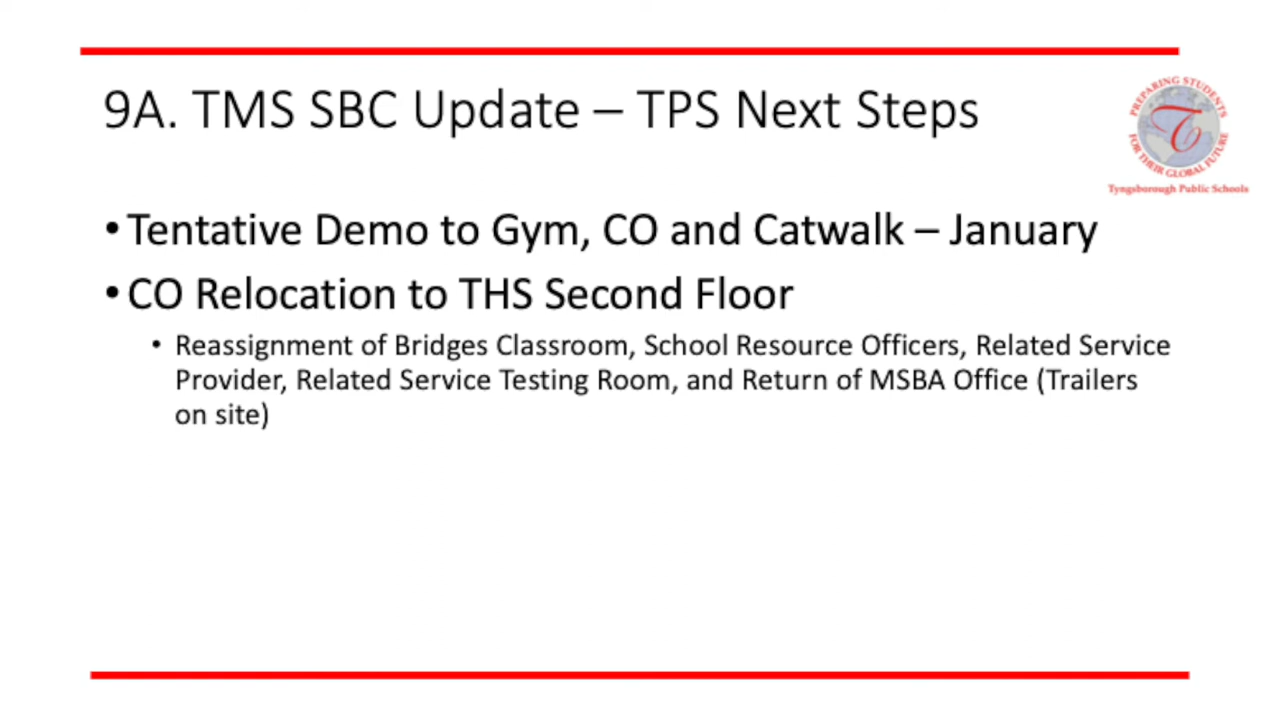 9A. TMS SBC Update – TPS Next Steps
PREPARING STUDENTS
FOR THEIR GLOBAL FUTURE
T
Tyngsborough Public Schools
•Tentative Demo to Gym, CO and Catwalk – January
•CO Relocation to THS Second Floor
• Reassignment of Bridges Classroom, School Resource Officers, Related Service
Provider, Related Service Testing Room, and Return of MSBA Office (Trailers
on site)